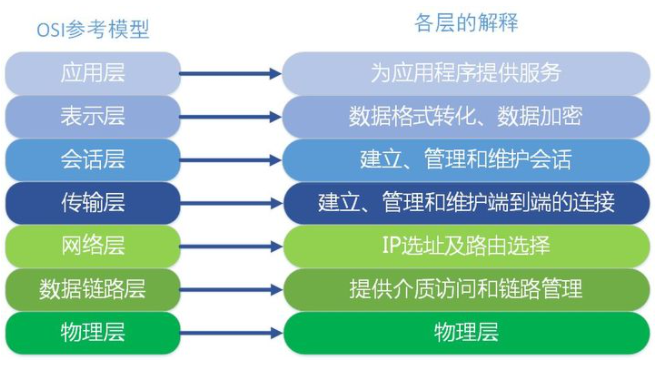 OSI参考模型
各层的解释
应用层
为应用程序提供服务
表示层
数据格式转化、数据加密
会话层
建立、管理和维护会话
传输层
建立、管理和维护端到端的连接
网络层
IP选址及路由选择
数据链路层
提供介质访问和链路管理
物理层
物理层